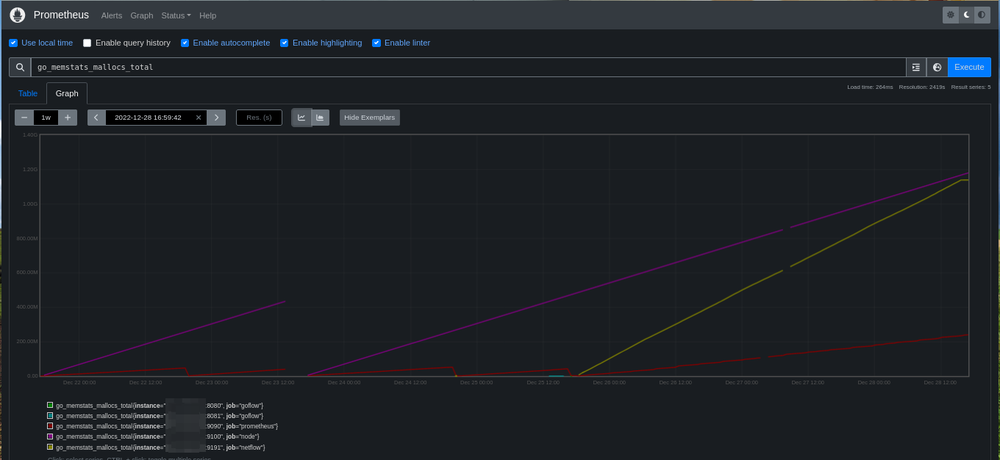 Prometheus Alerts Graph Status Help
Use local time Enable query history Enable autocomplete Enable highlighting Enable linter
go_memstats_mallocs_total Execute
Load time: 264ms Resolution: 2419s Result series: 5
Table Graph
1w 2022-12-28 16:59:42 Res. (s) Hide Exemplars
1.40G
1.20G
1.00G
800.00M
600.00M
400.00M
200.00M
0.00
Dec 22 00:00 Dec 22 12:00 Dec 23 00:00 Dec 23 12:00 Dec 24 00:00 Dec 24 12:00 Dec 25 00:00 Dec 25 12:00 Dec 26 00:00 Dec 26 12:00 Dec 27 00:00 Dec 27 12:00 Dec 28 00:00 Dec 28 12:00
go_memstats_mallocs_total{instance=" :8080", job="goflow"}
go_memstats_mallocs_total{instance=" :8081", job="goflow"}
go_memstats_mallocs_total{instance=" :9090", job="prometheus"}
go_memstats_mallocs_total{instance=" :9100", job="node"}
go_memstats_mallocs_total{instance=" :9191", job="netflow"}